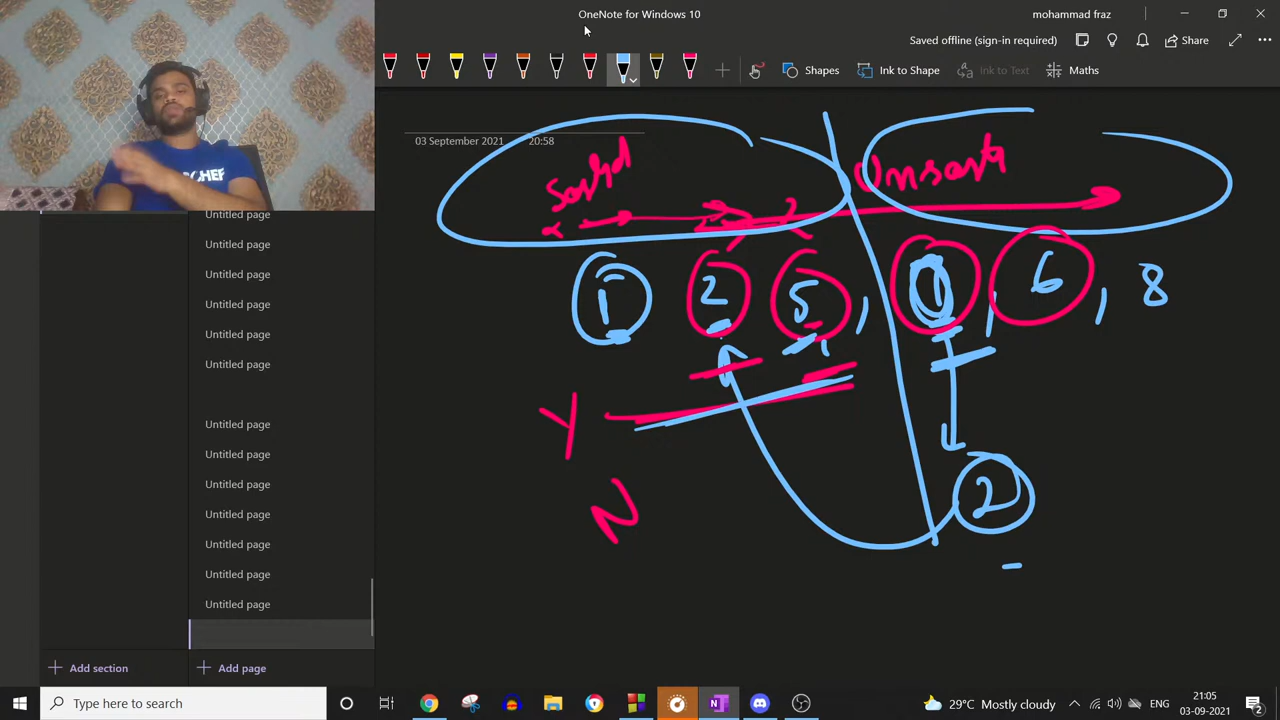 OneNote for Windows 10
mohammad fraz
Saved offline (sign-in required)
Share
Shapes
Ink to Shape
Ink to Text
Maths
03 September 2021 20:58
1 2 5 , 1 , 6 , 8
Y
N
2
Untitled page
Untitled page
Untitled page
Untitled page
Untitled page
Untitled page
Untitled page
Untitled page
Untitled page
Untitled page
Untitled page
Untitled page
Untitled page
Add section
Add page
Type here to search
29°C Mostly cloudy
ENG
21:05
03-09-2021
2